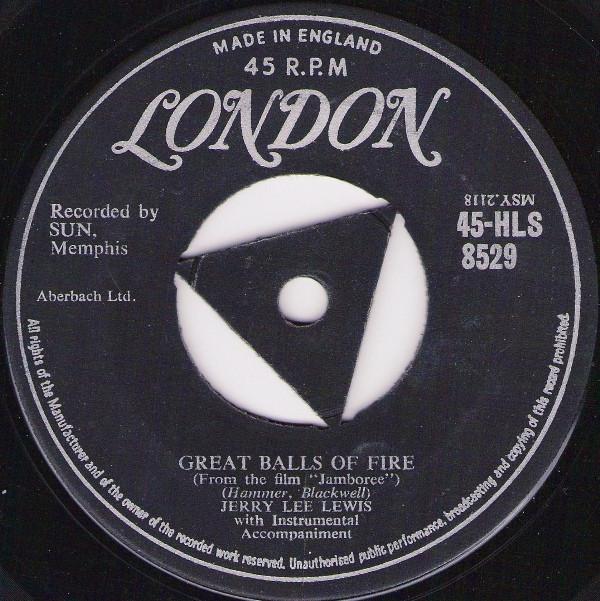 MADE IN ENGLAND
45 R.P.M
LONDON
Recorded by
SUN,
Memphis
Aberbach Ltd.
MSY.2118
45-HLS
8529
GREAT BALLS OF FIRE
(From the film "Jamboree")
(Hammer, Blackwell)
JERRY LEE LEWIS
with Instrumental
Accompaniment
All rights of the Manufacturer and of the owner of the recorded work reserved. Unauthorised public performance, broadcasting and copying of this record prohibited.